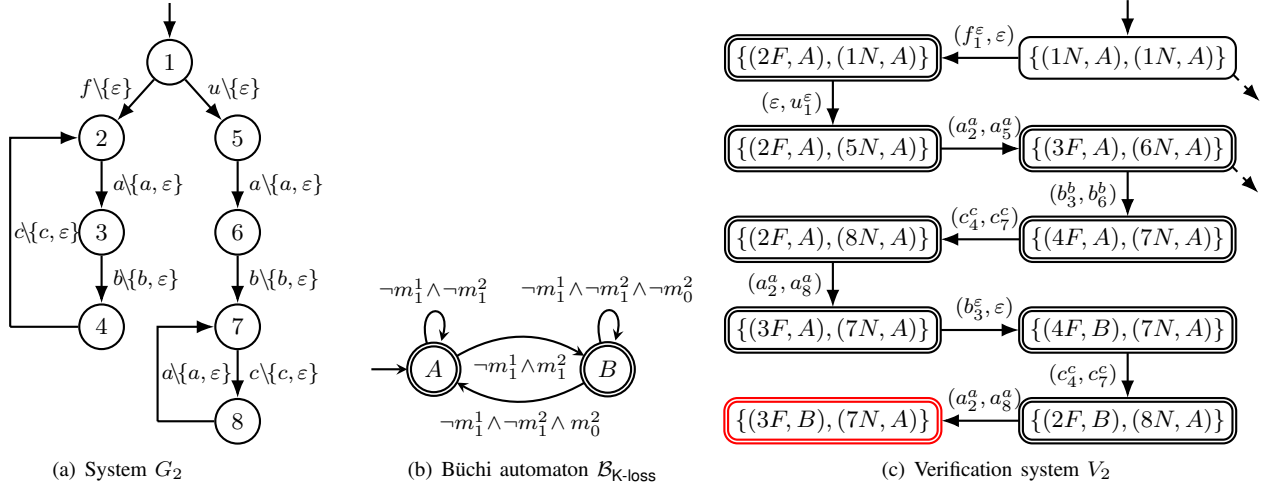 1
f\{ε}
u\{ε}
2
5
a\{a, ε}
a\{a, ε}
c\{c, ε}
3
6
b\{b, ε}
b\{b, ε}
4
7
a\{a, ε}
c\{c, ε}
8
(a) System G₂
¬m₁¹∧¬m₁²
¬m₁¹∧¬m₁²∧¬m₀²
A
¬m₁¹∧m₁²
B
¬m₁¹∧¬m₁²∧m₀²
(b) Büchi automaton 𝓑_K-loss
{(2F, A), (1N, A)}
(f₁^ε, ε)
{(1N, A), (1N, A)}
(ε, u₁^ε)
{(2F, A), (5N, A)}
(a₂^a, a₅^a)
{(3F, A), (6N, A)}
(b₃^b, b₆^b)
{(2F, A), (8N, A)}
(c₄^c, c₇^c)
{(4F, A), (7N, A)}
(a₂^a, a₈^a)
{(3F, A), (7N, A)}
(b₃^ε, ε)
{(4F, B), (7N, A)}
(c₄^c, c₇^c)
{(3F, B), (7N, A)}
(a₂^a, a₈^a)
{(2F, B), (8N, A)}
(c) Verification system V₂